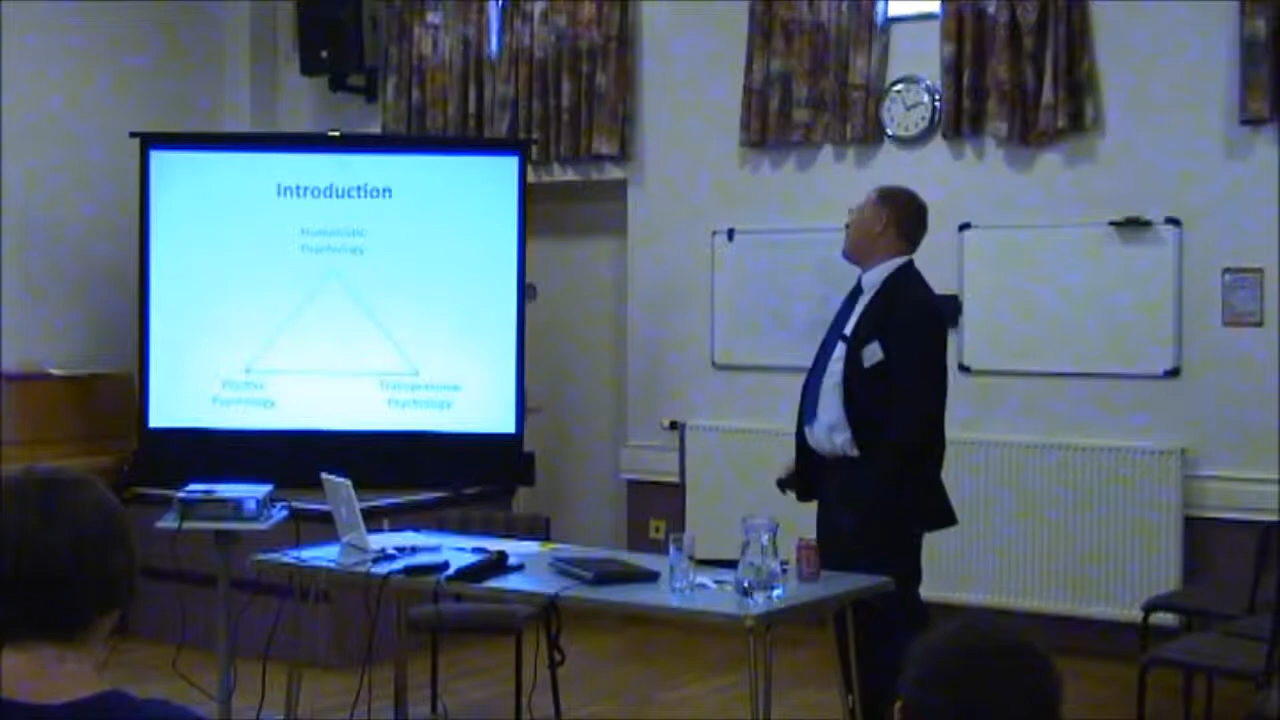 Introduction
Humanistic
Psychology
Positive
Psychology
Transpersonal
Psychology